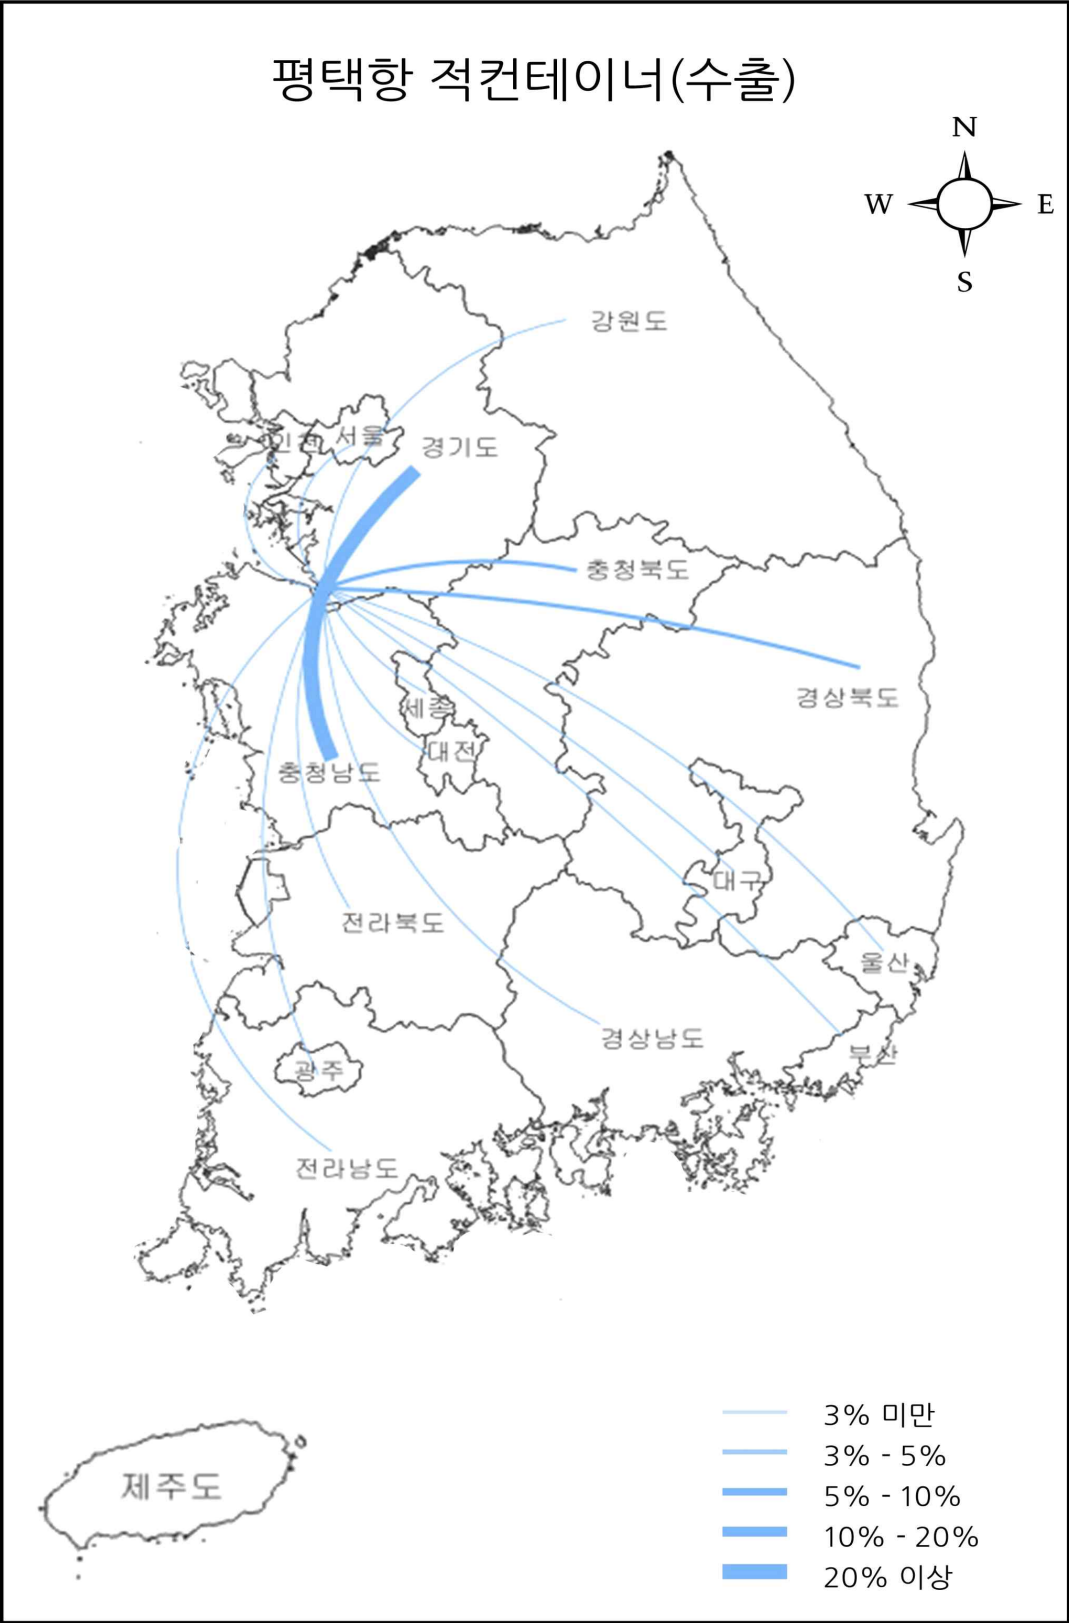 평택항 적컨테이너(수출)
N
W
E
S
강원도
인천
서울
경기도
충청북도
경상북도
세종
대전
충청남도
대구
전라북도
울산
경상남도
부산
광주
전라남도
제주도
3% 미만
3% - 5%
5% - 10%
10% - 20%
20% 이상